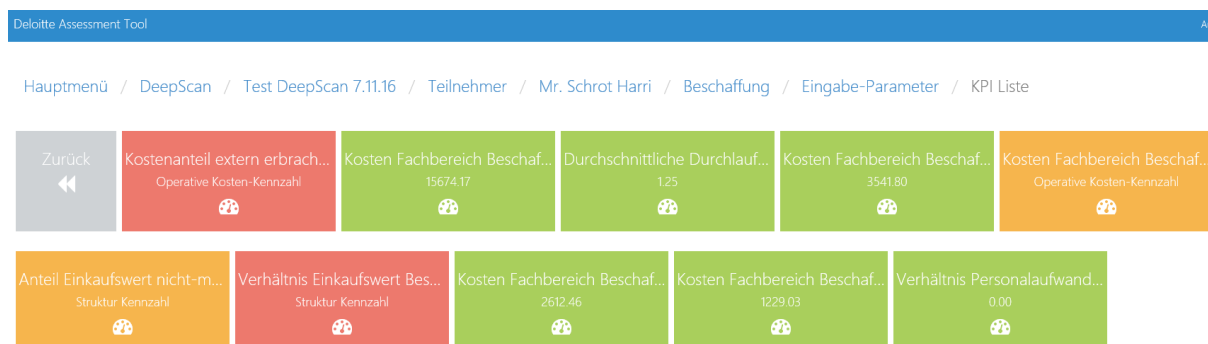 Deloitte Assessment Tool
Hauptmenü / DeepScan / Test DeepScan 7.11.16 / Teilnehmer / Mr. Schrot Harri / Beschaffung / Eingabe-Parameter / KPI Liste
Zurück
Kostenanteil extern erbrach...
Operative Kosten-Kennzahl
Kosten Fachbereich Beschaf...
15674.17
Durchschnittliche Durchlauf...
1.25
Kosten Fachbereich Beschaf...
3541.80
Kosten Fachbereich Beschaf...
Operative Kosten-Kennzahl
Anteil Einkaufswert nicht-m...
Struktur Kennzahl
Verhältnis Einkaufswert Bes...
Struktur Kennzahl
Kosten Fachbereich Beschaf...
2612.46
Kosten Fachbereich Beschaf...
1229.03
Verhältnis Personalaufwand...
0.00